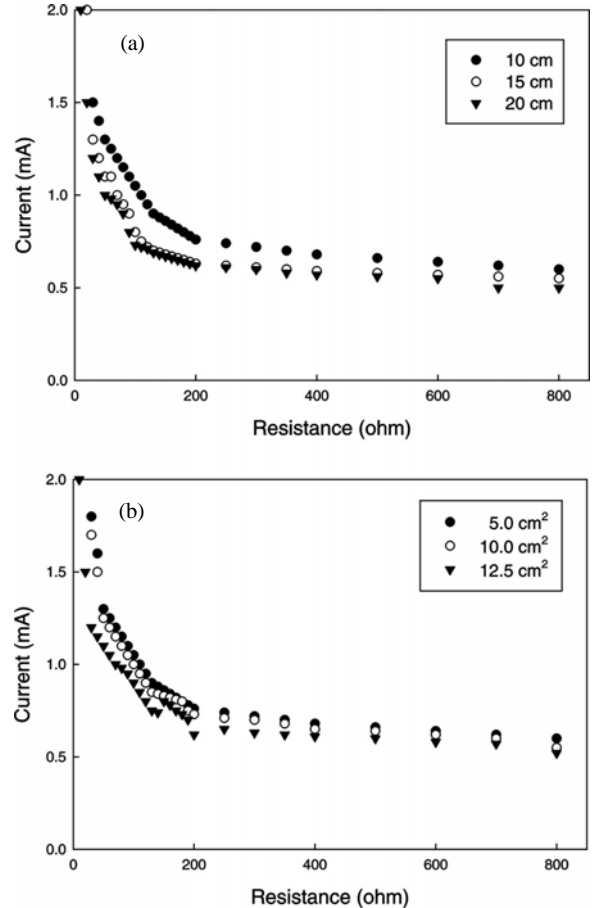 2.0
(a)
10 cm
15 cm
20 cm
1.5
1.0
0.5
0.0
Current (mA)
0
200
400
600
800
Resistance (ohm)
2.0
(b)
5.0 cm²
10.0 cm²
12.5 cm²
1.5
1.0
0.5
0.0
Current (mA)
0
200
400
600
800
Resistance (ohm)